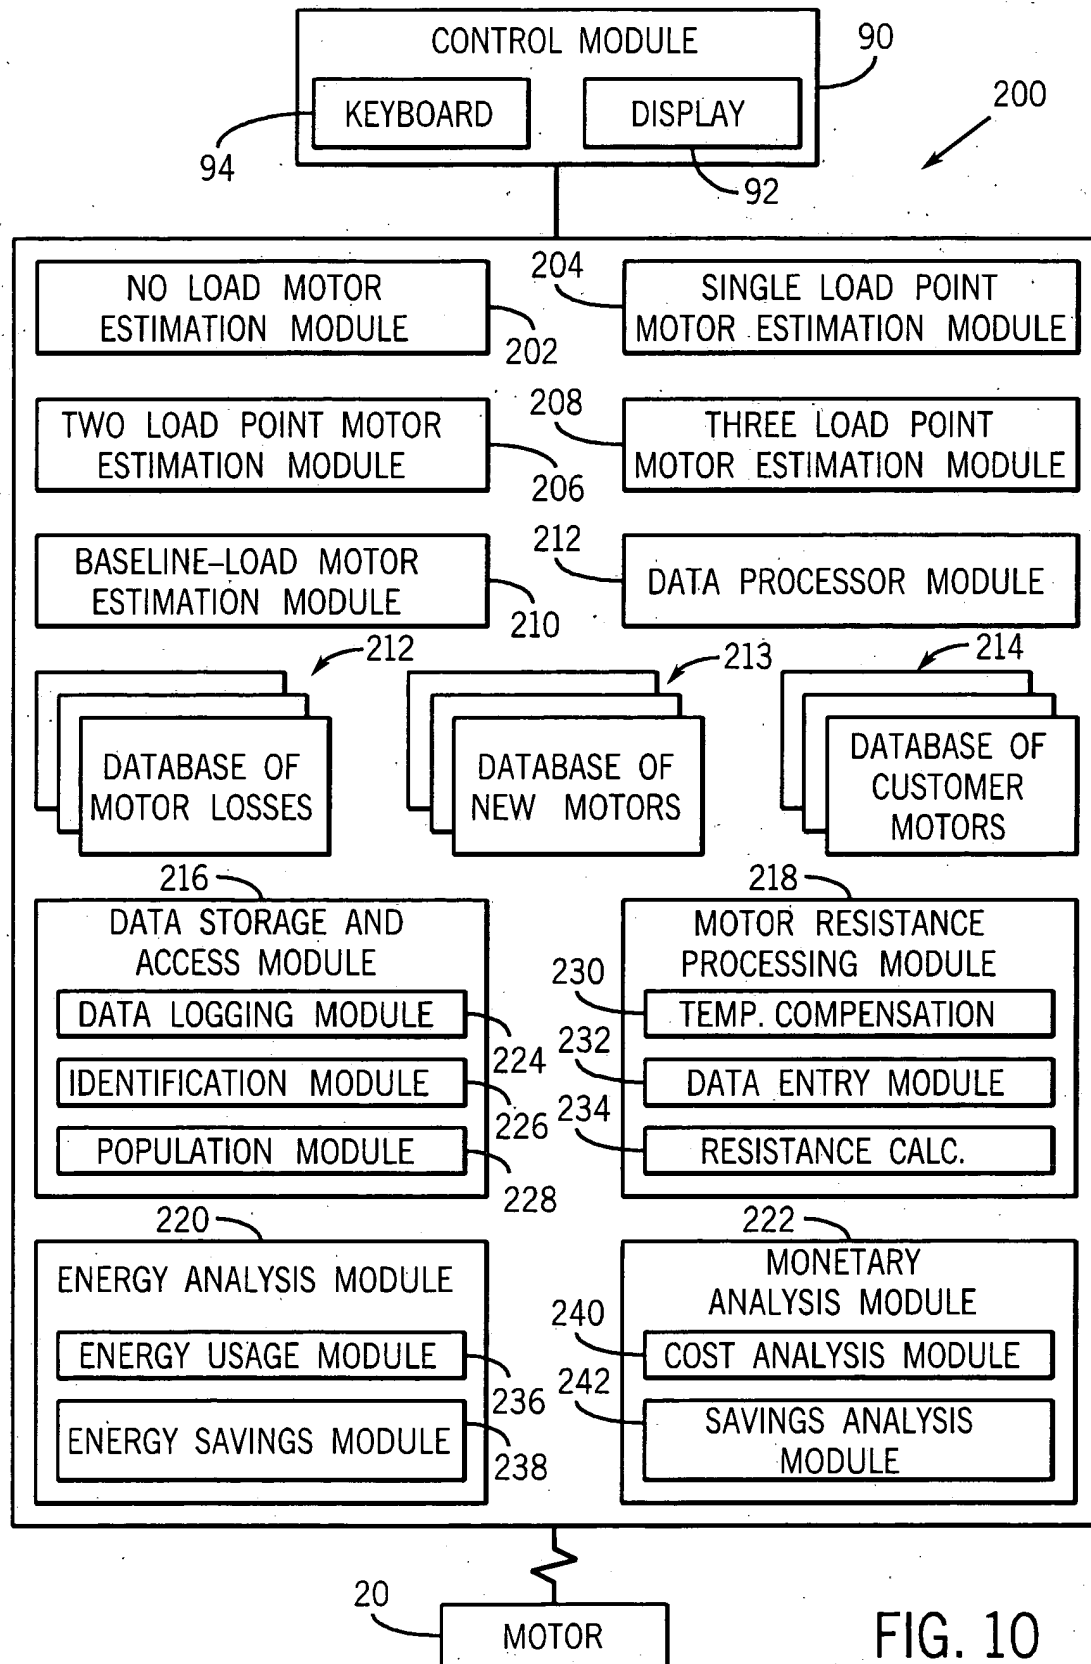 CONTROL MODULE
90
KEYBOARD
DISPLAY
200
94
92
NO LOAD MOTOR
ESTIMATION MODULE
202
204
SINGLE LOAD POINT
MOTOR ESTIMATION MODULE
TWO LOAD POINT MOTOR
ESTIMATION MODULE
206
208
THREE LOAD POINT
MOTOR ESTIMATION MODULE
BASELINE–LOAD MOTOR
ESTIMATION MODULE
210
212
DATA PROCESSOR MODULE
212
DATABASE OF
MOTOR LOSSES
213
DATABASE OF
NEW MOTORS
214
DATABASE OF
CUSTOMER
MOTORS
216
DATA STORAGE AND
ACCESS MODULE
DATA LOGGING MODULE
224
IDENTIFICATION MODULE
226
POPULATION MODULE
228
218
MOTOR RESISTANCE
PROCESSING MODULE
230
TEMP. COMPENSATION
232
DATA ENTRY MODULE
234
RESISTANCE CALC.
220
ENERGY ANALYSIS MODULE
ENERGY USAGE MODULE
236
ENERGY SAVINGS MODULE
238
222
MONETARY
ANALYSIS MODULE
240
COST ANALYSIS MODULE
242
SAVINGS ANALYSIS
MODULE
20
MOTOR
FIG. 10